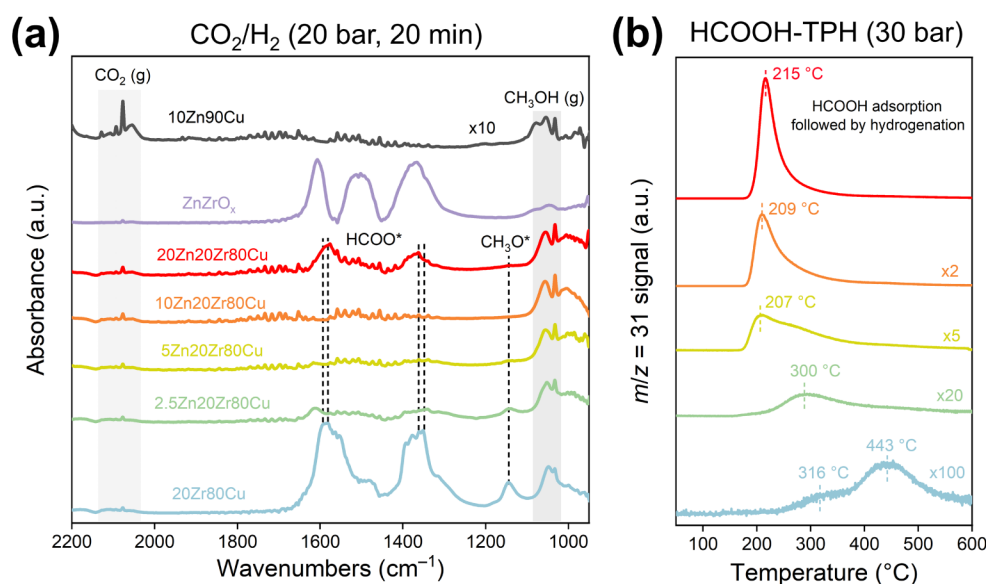 (a)
CO₂/H₂ (20 bar, 20 min)
CO₂ (g)
CH₃OH (g)
10Zn90Cu
x10
ZnZrOₓ
HCOO*
CH₃O*
20Zn20Zr80Cu
10Zn20Zr80Cu
5Zn20Zr80Cu
2.5Zn20Zr80Cu
20Zr80Cu
Absorbance (a.u.)
2200 2000 1800 1600 1400 1200 1000
Wavenumbers (cm⁻¹)
(b)
HCOOH-TPH (30 bar)
215 °C
HCOOH adsorption
followed by hydrogenation
209 °C
x2
207 °C
x5
300 °C
x20
443 °C
316 °C
x100
m/z = 31 signal (a.u.)
100 200 300 400 500 600
Temperature (°C)